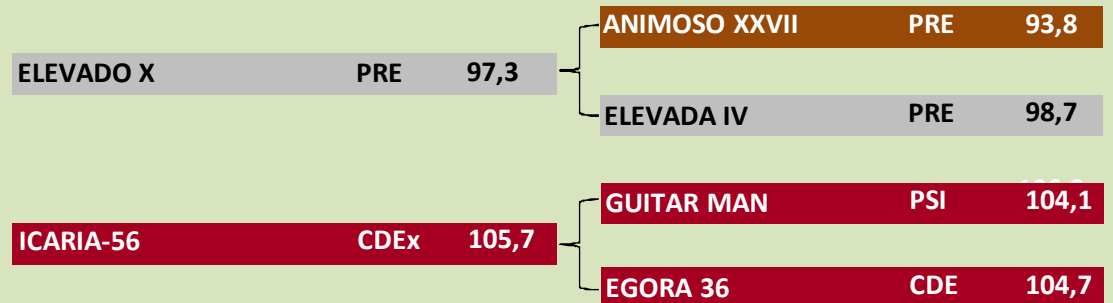 ANIMOSO XXVII PRE 93,8
ELEVADO X PRE 97,3
ELEVADA IV PRE 98,7
GUITAR MAN PSI 104,1
ICARIA-56 CDEx 105,7
EGORA 36 CDE 104,7